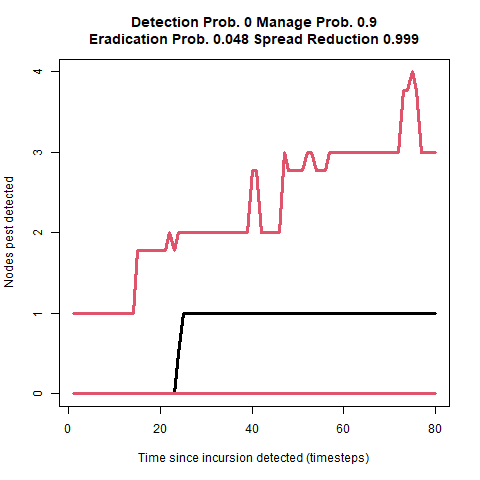 Detection Prob. 0 Manage Prob. 0.9
Eradication Prob. 0.048 Spread Reduction 0.999
Nodes pest detected
4
3
2
1
0
0 20 40 60 80
Time since incursion detected (timesteps)